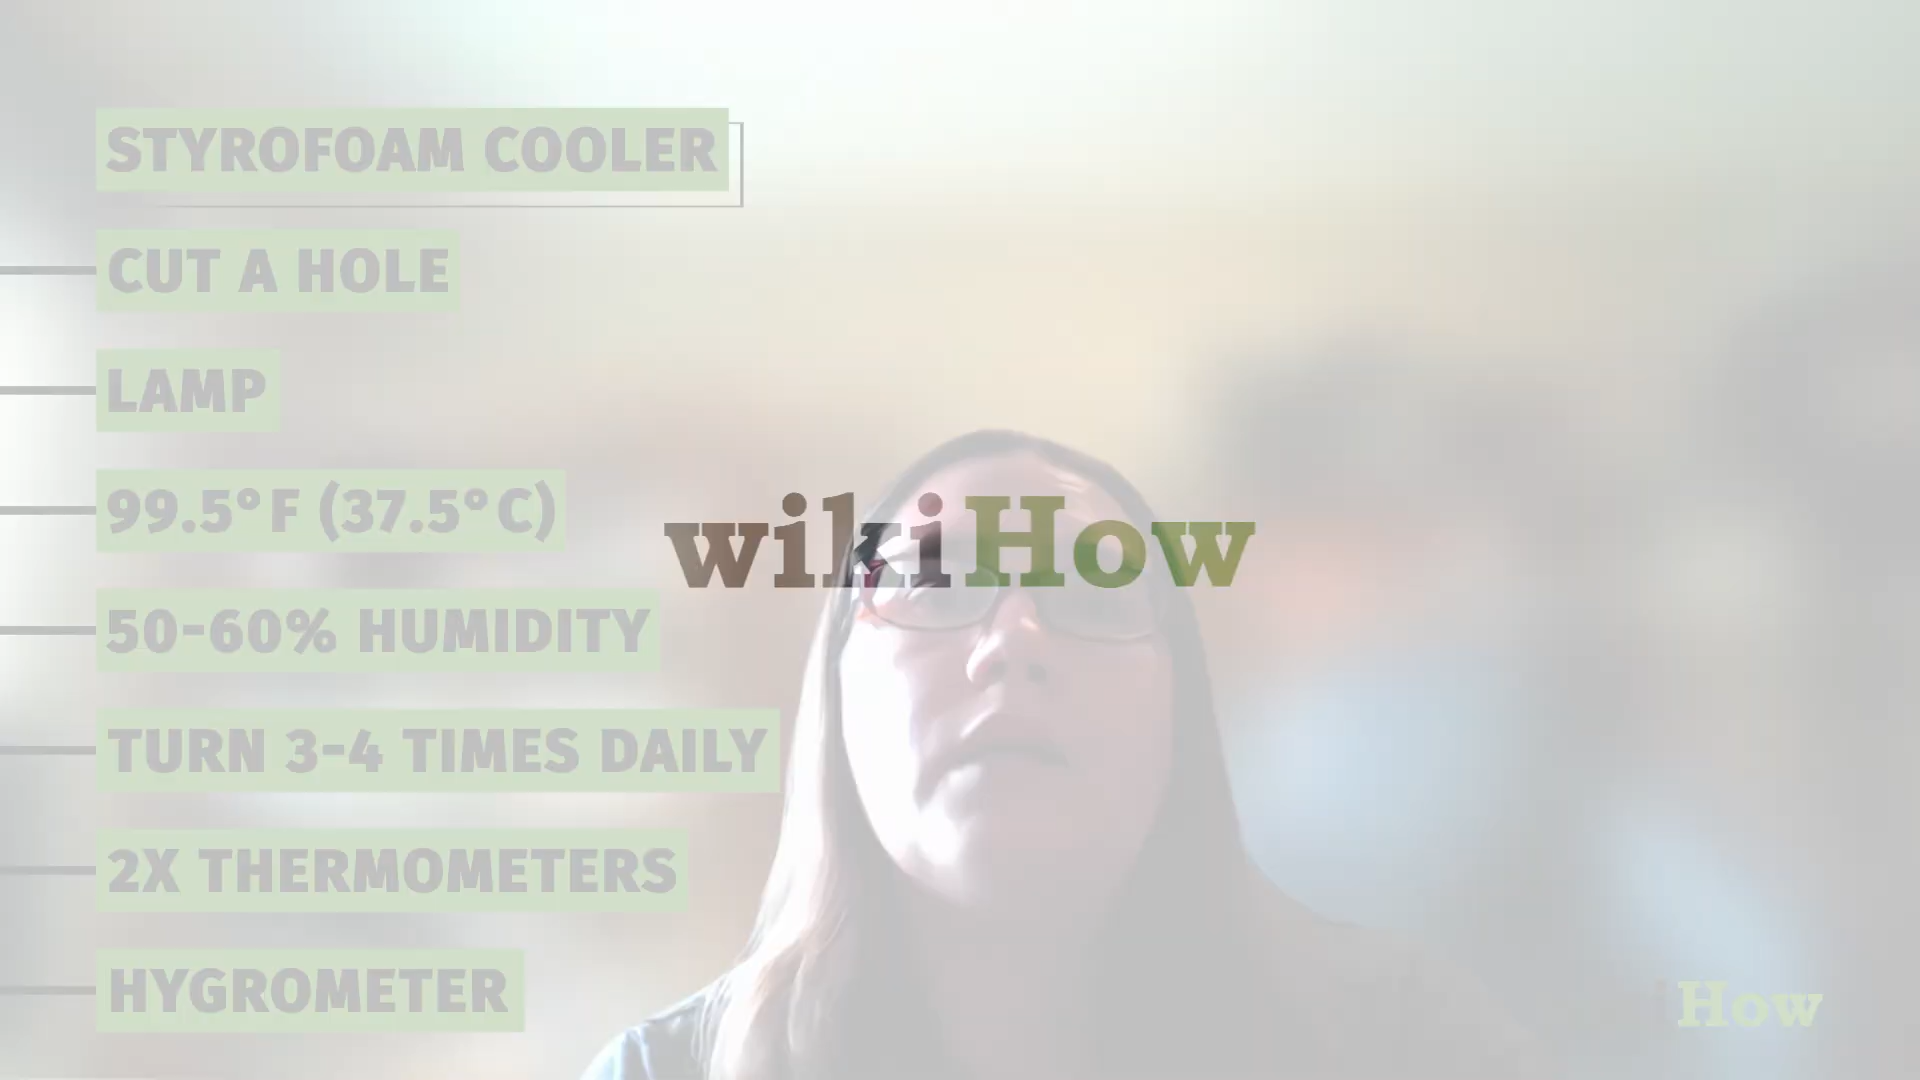 STYROFOAM COOLER
CUT A HOLE
LAMP
99.5°F (37.5°C)
50-60% HUMIDITY
TURN 3-4 TIMES DAILY
2X THERMOMETERS
HYGROMETER
wikiHow
How